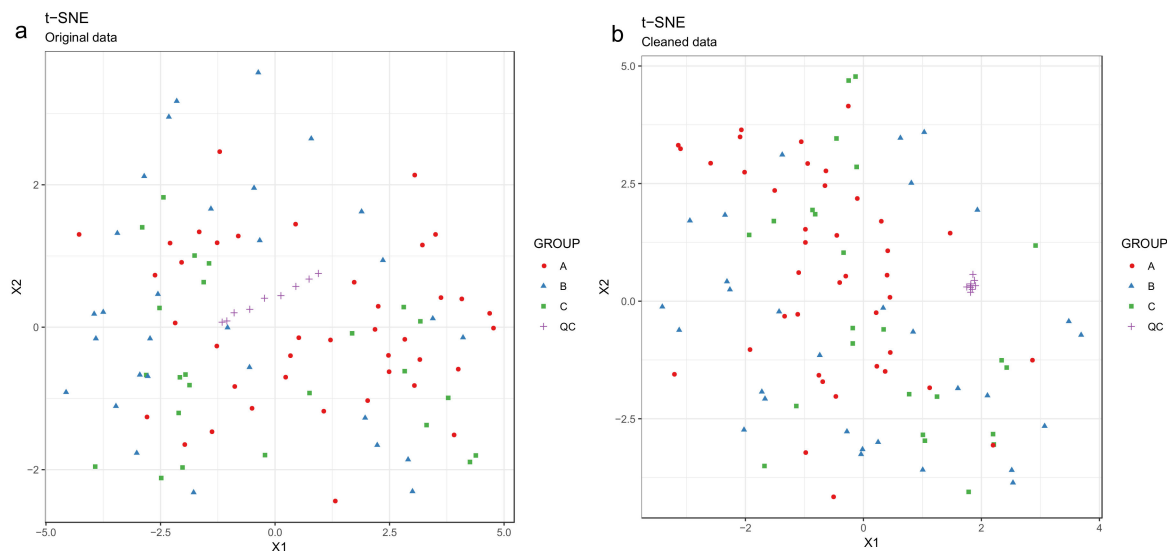 a
t−SNE
Original data
X2
2
0
−2
−5.0
−2.5
0.0
2.5
5.0
X1
GROUP
A
B
C
QC
b
t−SNE
Cleaned data
X2
5.0
2.5
0.0
−2.5
−2
0
2
4
X1
GROUP
A
B
C
QC